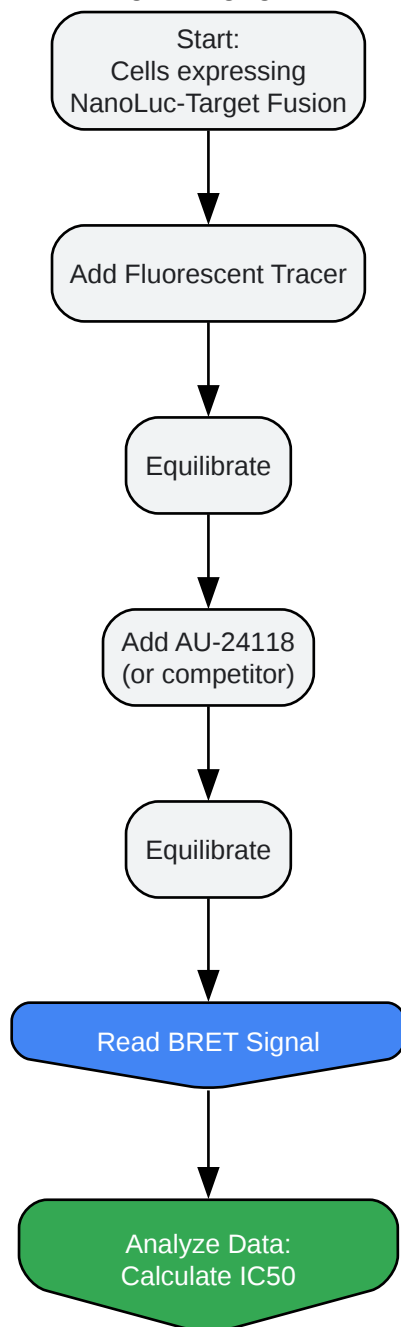 Start:
Cells expressing
NanoLuc-Target Fusion
Add Fluorescent Tracer
Equilibrate
Add AU-24118
(or competitor)
Equilibrate
Read BRET Signal
Analyze Data:
Calculate IC50